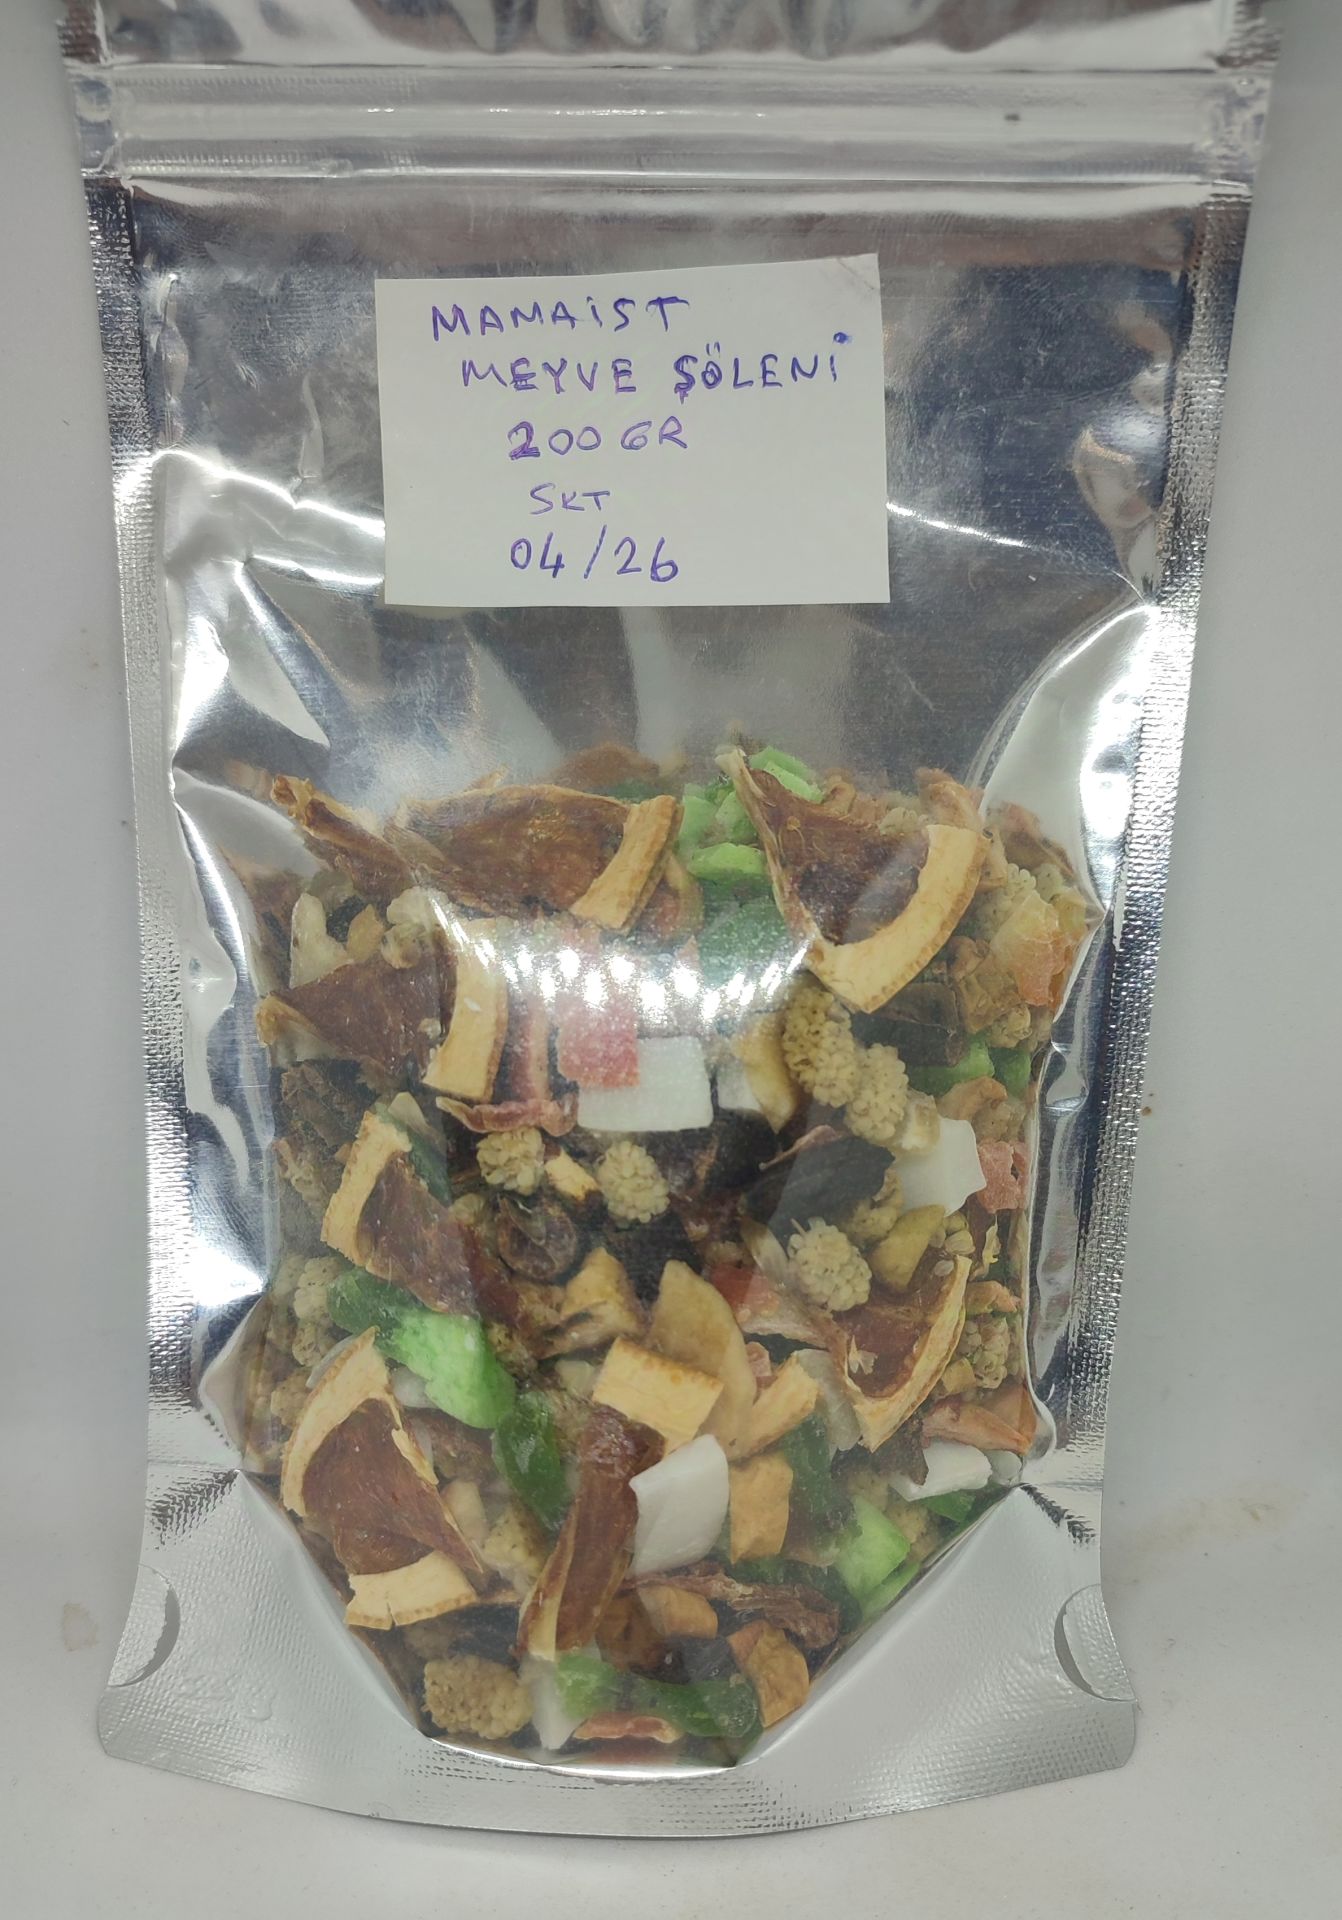 MAMAİST
MEYVE ŞÖLENİ
200 GR
SKT
04/26